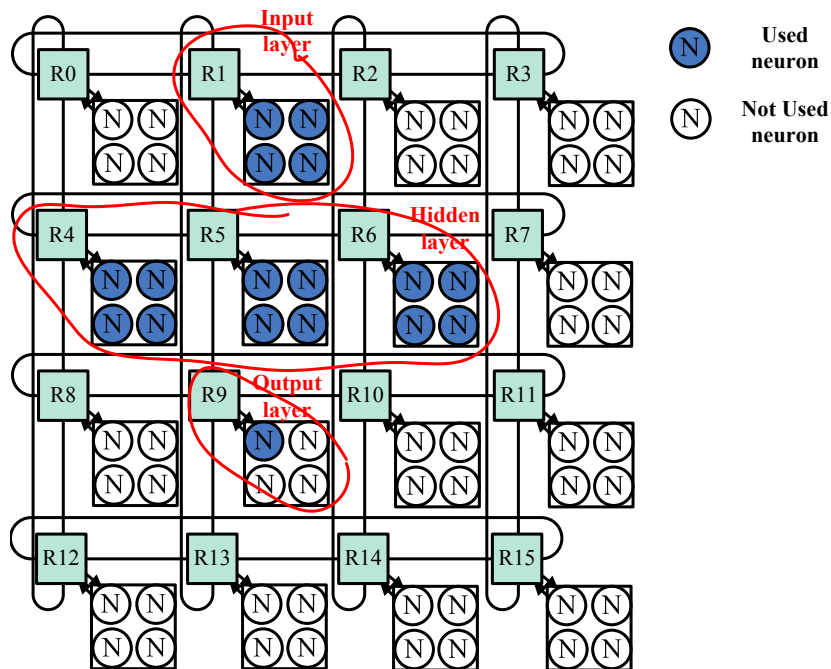 Input
layer
R0
R1
R2
R3
N
Used
neuron
N N N N N N N N
N N N N N N N N
N
Not Used
neuron
Hidden
layer
R4
R5
R6
R7
N N N N N N N N
N N N N N N N N
Output
layer
R8
R9
R10
R11
N N N N N N N N
N N N N N N N N
R12
R13
R14
R15
N N N N N N N N
N N N N N N N N